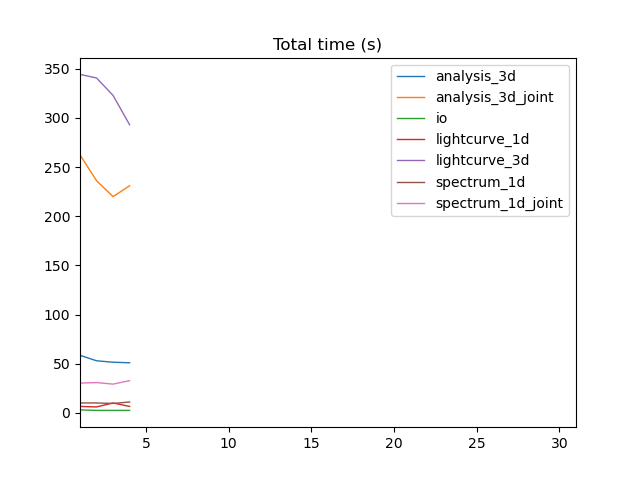 Total time (s)
350
300
250
200
150
100
50
0
5
10
15
20
25
30
analysis_3d
analysis_3d_joint
io
lightcurve_1d
lightcurve_3d
spectrum_1d
spectrum_1d_joint